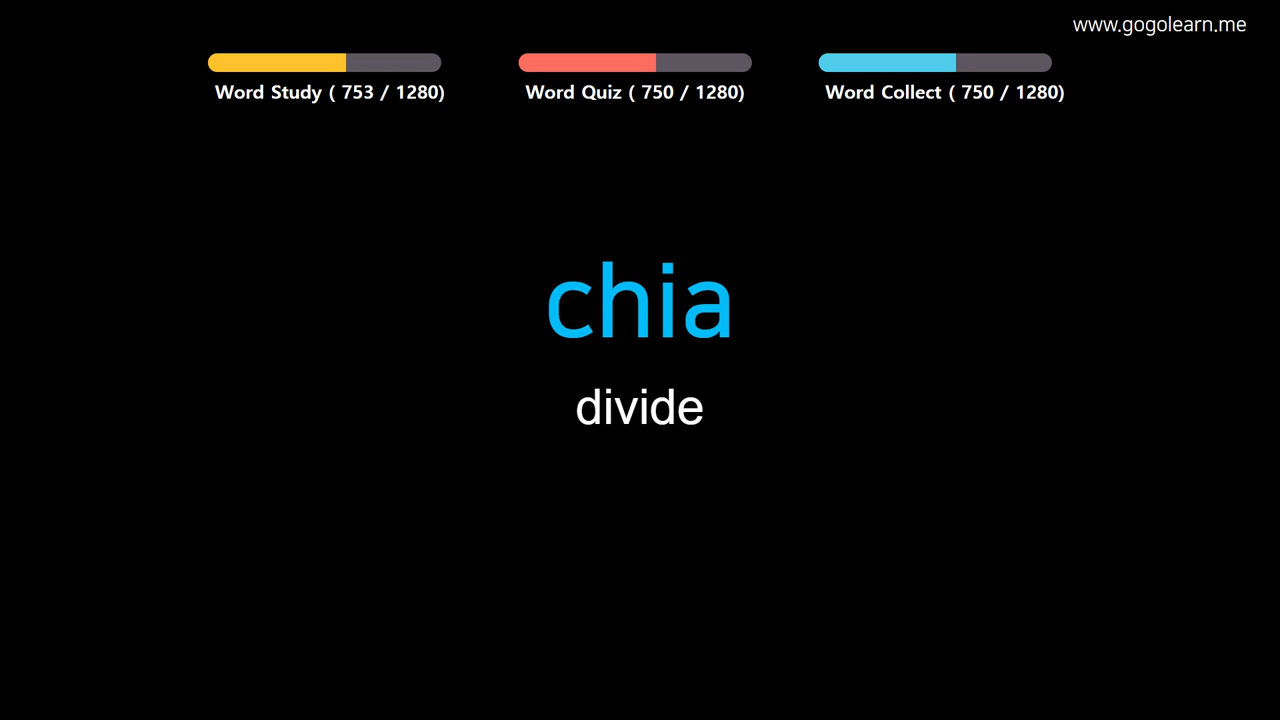 www.gogolearn.me
Word Study ( 753 / 1280)
Word Quiz ( 750 / 1280)
Word Collect ( 750 / 1280)
chia
divide